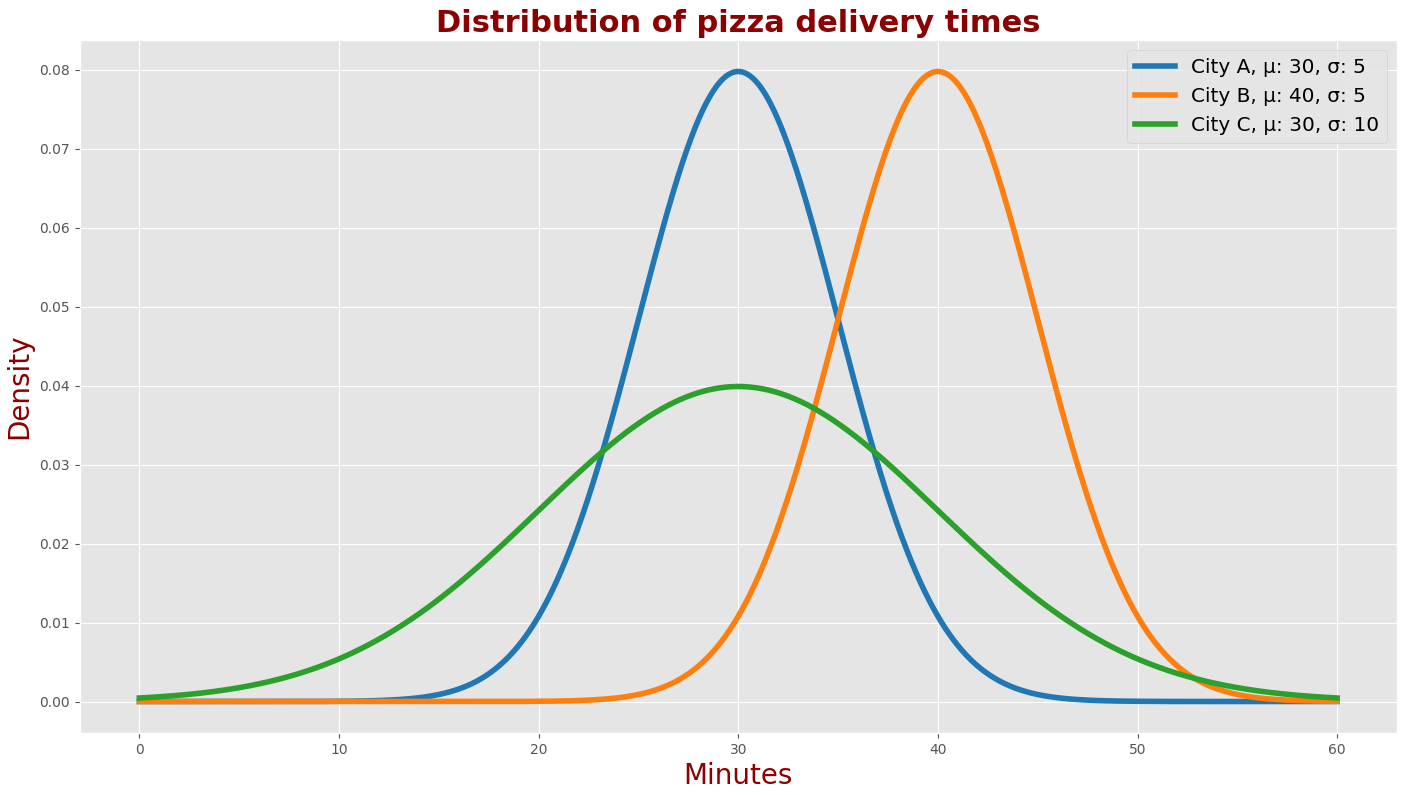 Distribution of pizza delivery times
City A, μ: 30, σ: 5
City B, μ: 40, σ: 5
City C, μ: 30, σ: 10
Density
0.08
0.07
0.06
0.05
0.04
0.03
0.02
0.01
0.00
0 10 20 30 40 50 60
Minutes